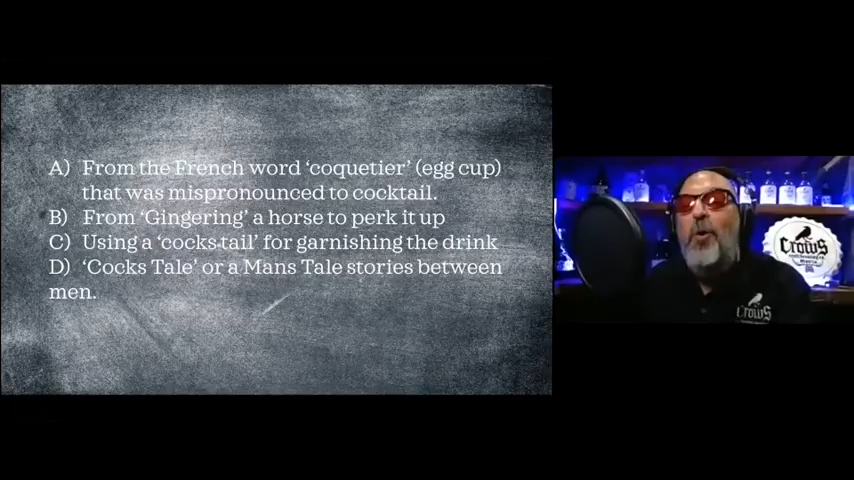 A) From the French word ‘coquetier’ (egg cup)
that was mispronounced to cocktail.
B) From ‘Gingering’ a horse to perk it up
C) Using a ‘cocks tail’ for garnishing the drink
D) ‘Cocks Tale’ or a Mans Tale stories between
men.
CROWS
CROWS